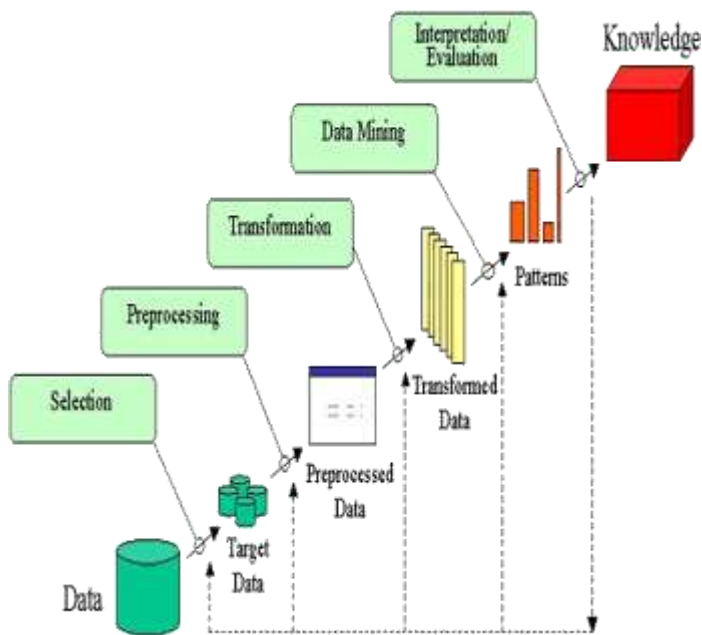 Interpretation/
Evaluation
Knowledge
Data Mining
Transformation
Patterns
Preprocessing
Transformed
Data
Selection
Preprocessed
Data
Target
Data
Data